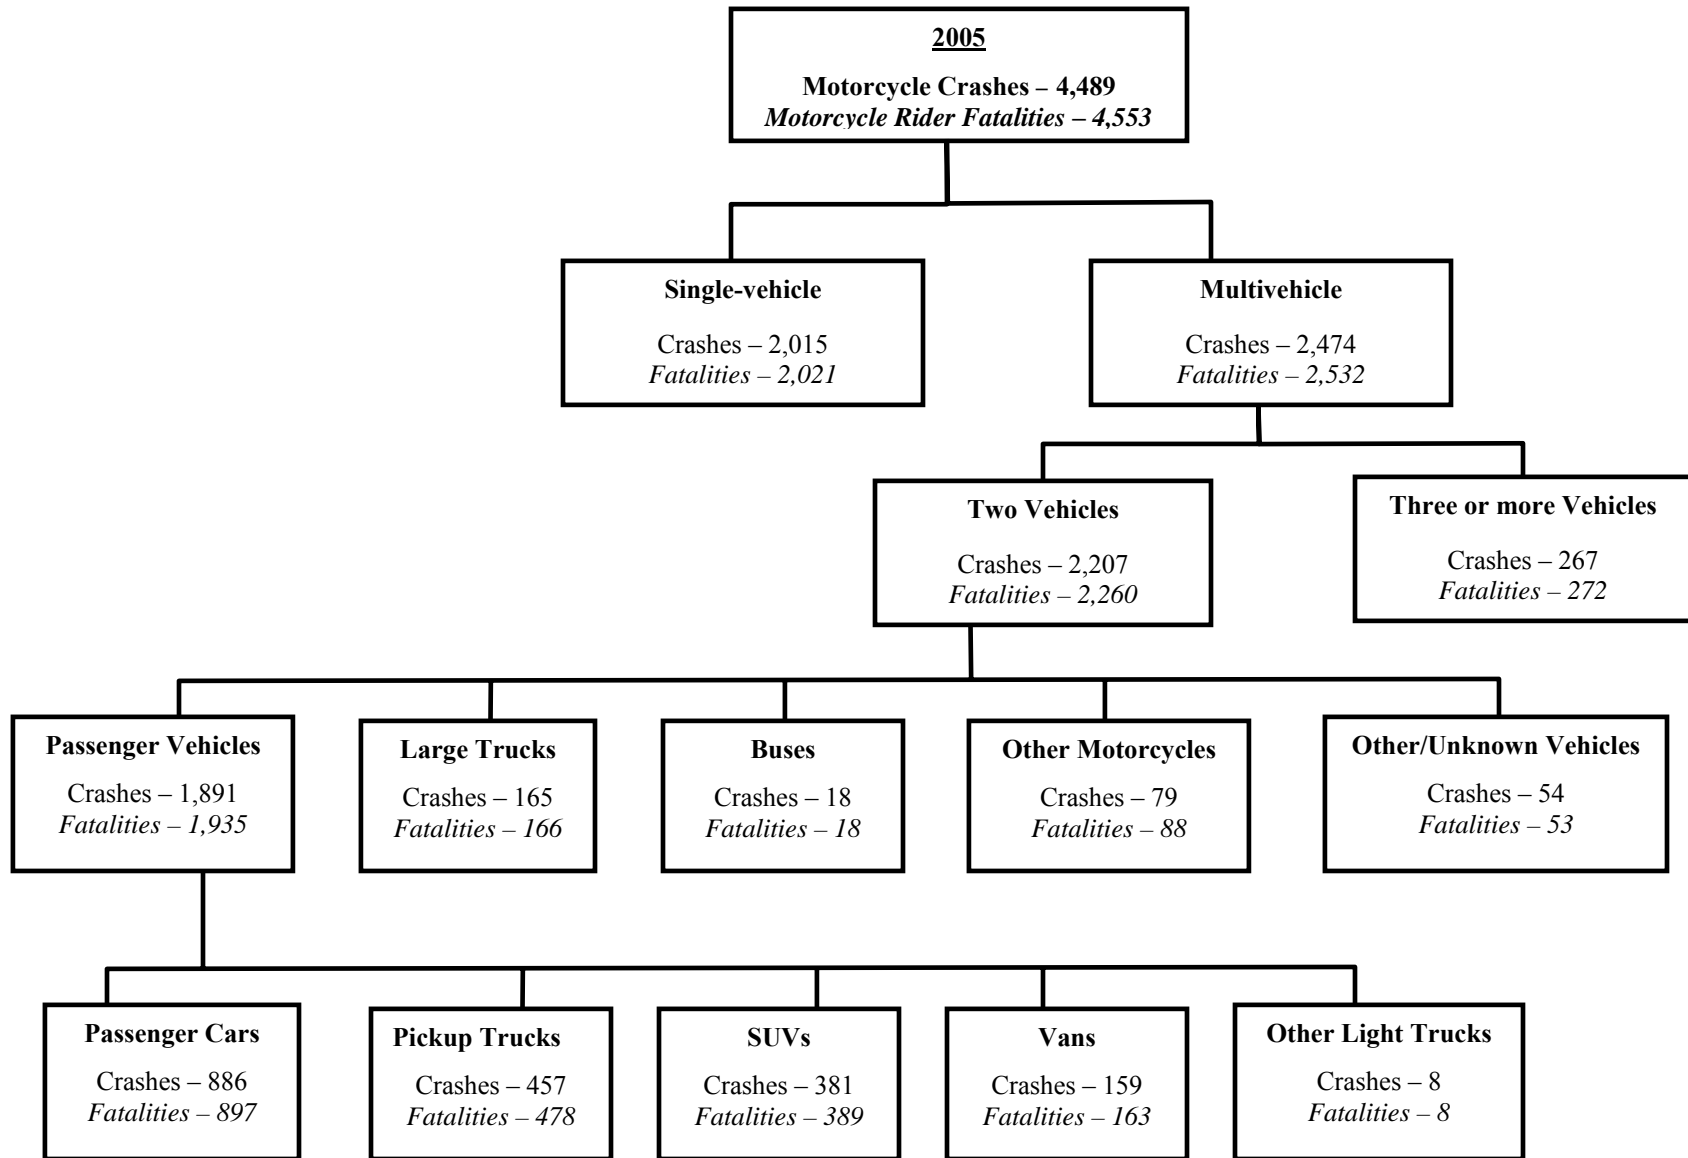 2005
Motorcycle Crashes – 4,489
Motorcycle Rider Fatalities – 4,553
Single-vehicle
Crashes – 2,015
Fatalities – 2,021
Multivehicle
Crashes – 2,474
Fatalities – 2,532
Two Vehicles
Crashes – 2,207
Fatalities – 2,260
Three or more Vehicles
Crashes – 267
Fatalities – 272
Passenger Vehicles
Crashes – 1,891
Fatalities – 1,935
Large Trucks
Crashes – 165
Fatalities – 166
Buses
Crashes – 18
Fatalities – 18
Other Motorcycles
Crashes – 79
Fatalities – 88
Other/Unknown Vehicles
Crashes – 54
Fatalities – 53
Passenger Cars
Crashes – 886
Fatalities – 897
Pickup Trucks
Crashes – 457
Fatalities – 478
SUVs
Crashes – 381
Fatalities – 389
Vans
Crashes – 159
Fatalities – 163
Other Light Trucks
Crashes – 8
Fatalities – 8